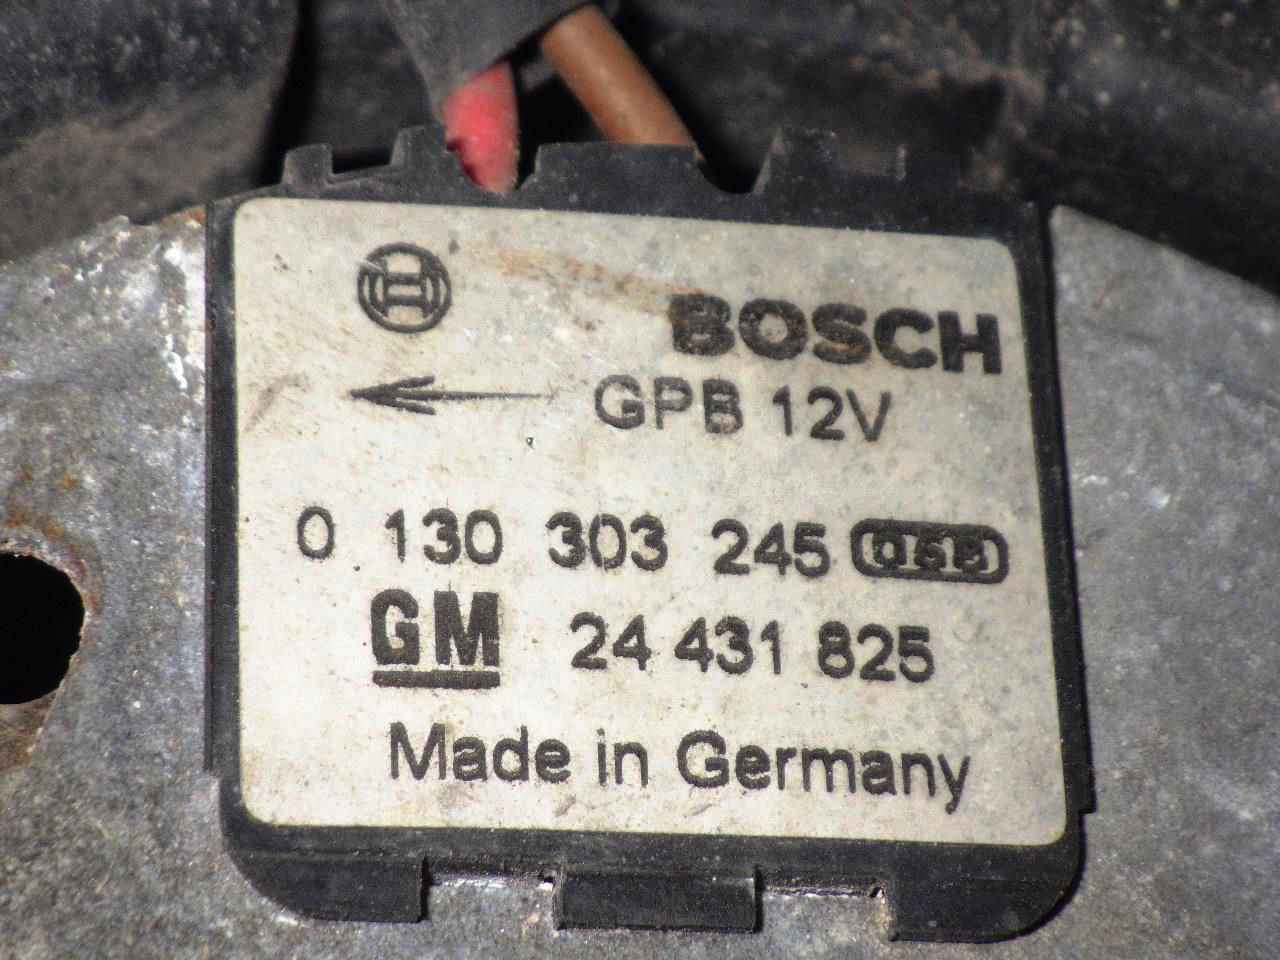 BOSCH
GPB 12V
0 130 303 245
GM 24 431 825
Made in Germany